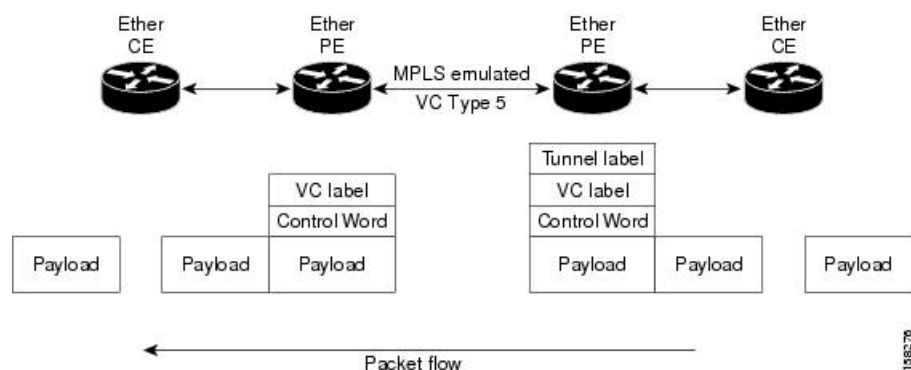 Ether
CE
Ether
PE
Ether
PE
Ether
CE
MPLS emulated
VC Type 5
Tunnel label
VC label
VC label
Control Word
Control Word
Payload
Payload
Payload
Payload
Payload
Payload
Packet flow
158276